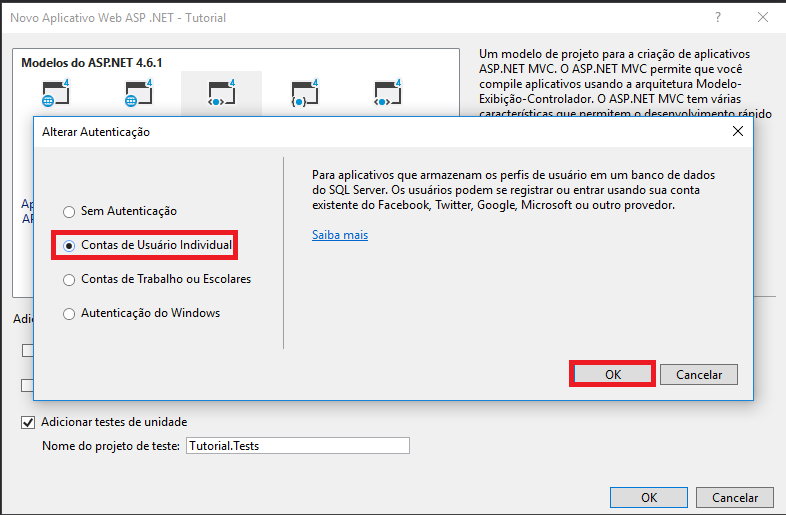 Novo Aplicativo Web ASP .NET - Tutorial
Modelos do ASP.NET 4.6.1
4
4
4
4
4
Um modelo de projeto para a criação de aplicativos
ASP.NET MVC. O ASP.NET MVC permite que você
compile aplicativos usando a arquitetura Modelo-
Exibição-Controlador. O ASP.NET MVC tem várias
características que permitem o desenvolvimento rápido
Alterar Autenticação
Sem Autenticação
Contas de Usuário Individual
Contas de Trabalho ou Escolares
Autenticação do Windows
Para aplicativos que armazenam os perfis de usuário em um banco de dados
do SQL Server. Os usuários podem se registrar ou entrar usando sua conta
existente do Facebook, Twitter, Google, Microsoft ou outro provedor.
Saiba mais
OK
Cancelar
Adicionar testes de unidade
Nome do projeto de teste: Tutorial.Tests
OK
Cancelar